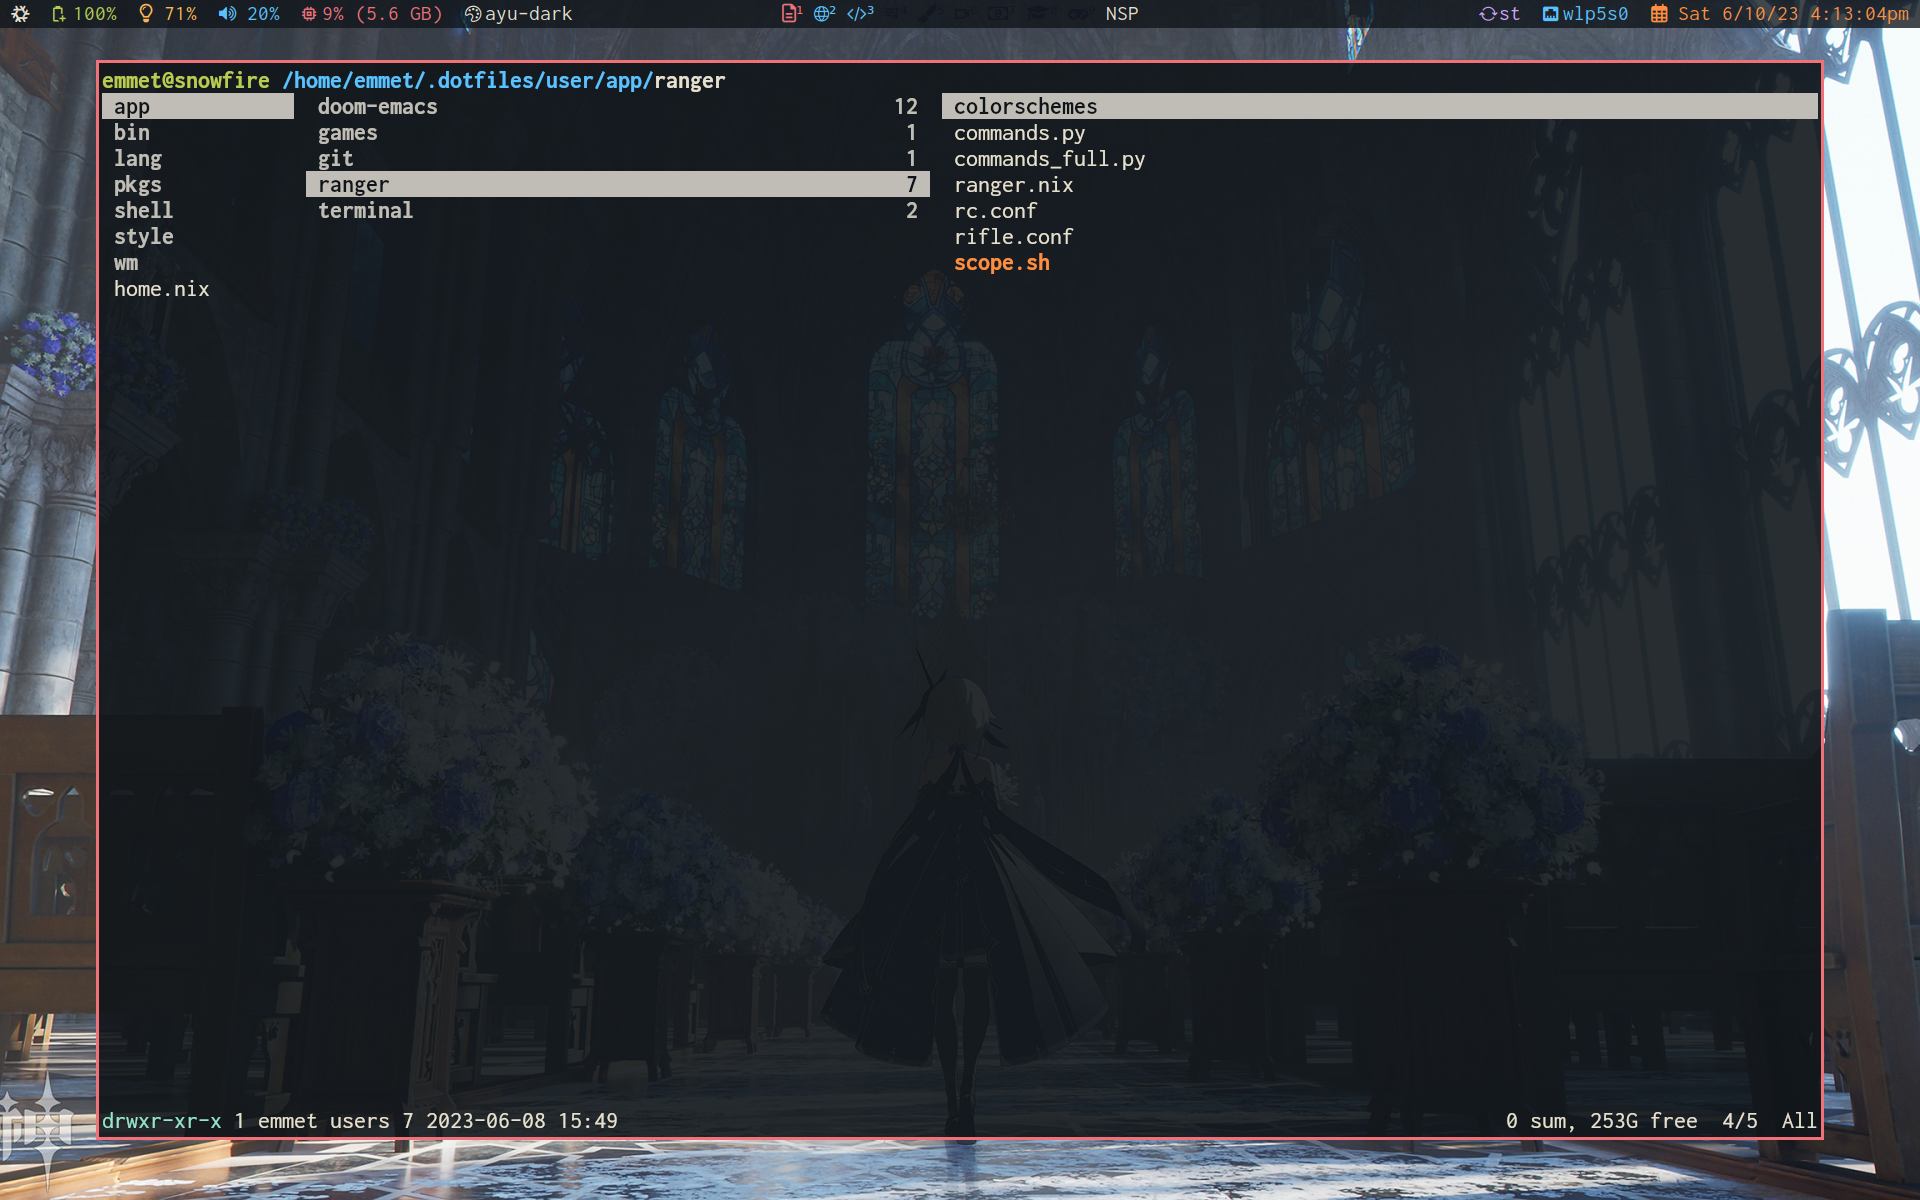 100% 71% 20% 9% (5.6 GB) ayu-dark 1 2 </>3 NSP st wlp5s0 Sat 6/10/23 4:13:04pm
emmet@snowfire /home/emmet/.dotfiles/user/app/ranger
app doom-emacs 12 colorschemes
bin games 1 commands.py
lang git 1 commands_full.py
pkgs ranger 7 ranger.nix
shell terminal 2 rc.conf
style rifle.conf
wm scope.sh
home.nix
drwxr-xr-x 1 emmet users 7 2023-06-08 15:49 0 sum, 253G free 4/5 All